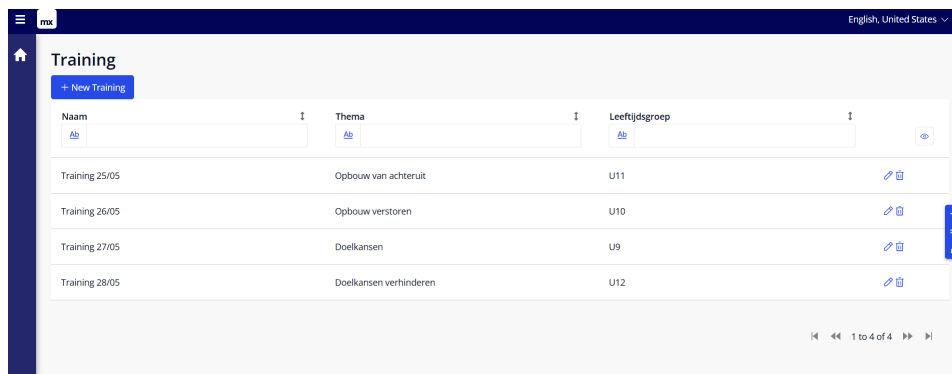 mx
English, United States
Training
+ New Training
Naam Thema Leeftijdsgroep
Ab Ab Ab
Training 25/05 Opbouw van achteruit U11
Training 26/05 Opbouw verstoren U10
Training 27/05 Doelkansen U9
Training 28/05 Doelkansen verhinderen U12
1 to 4 of 4